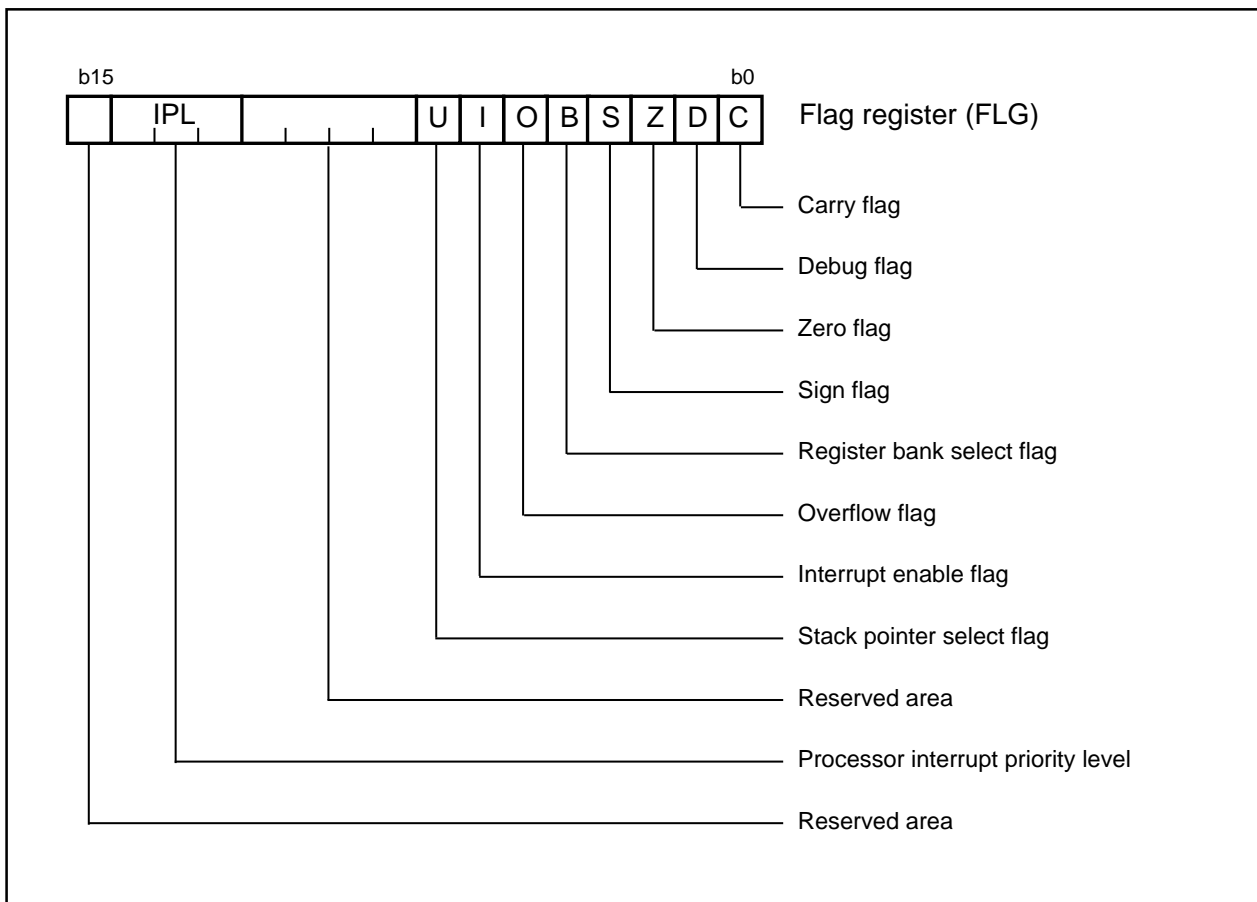 b15 b0
IPL U I O B S Z D C Flag register (FLG)
Carry flag
Debug flag
Zero flag
Sign flag
Register bank select flag
Overflow flag
Interrupt enable flag
Stack pointer select flag
Reserved area
Processor interrupt priority level
Reserved area